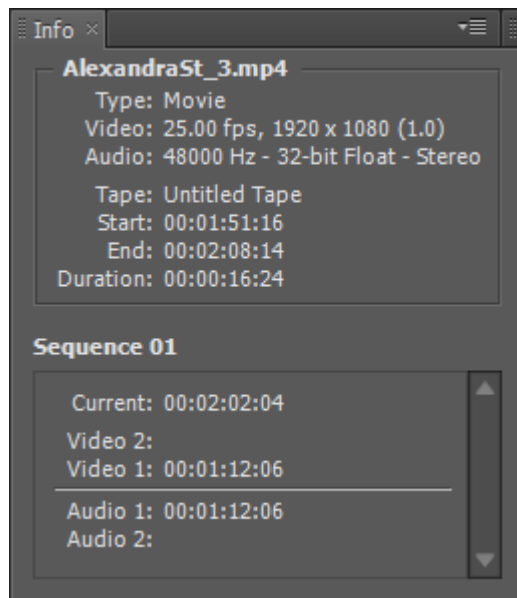 Info ×
AlexandraSt_3.mp4
Type: Movie
Video: 25.00 fps, 1920 x 1080 (1.0)
Audio: 48000 Hz - 32-bit Float - Stereo
Tape: Untitled Tape
Start: 00:01:51:16
End: 00:02:08:14
Duration: 00:00:16:24
Sequence 01
Current: 00:02:02:04
Video 2:
Video 1: 00:01:12:06
Audio 1: 00:01:12:06
Audio 2: